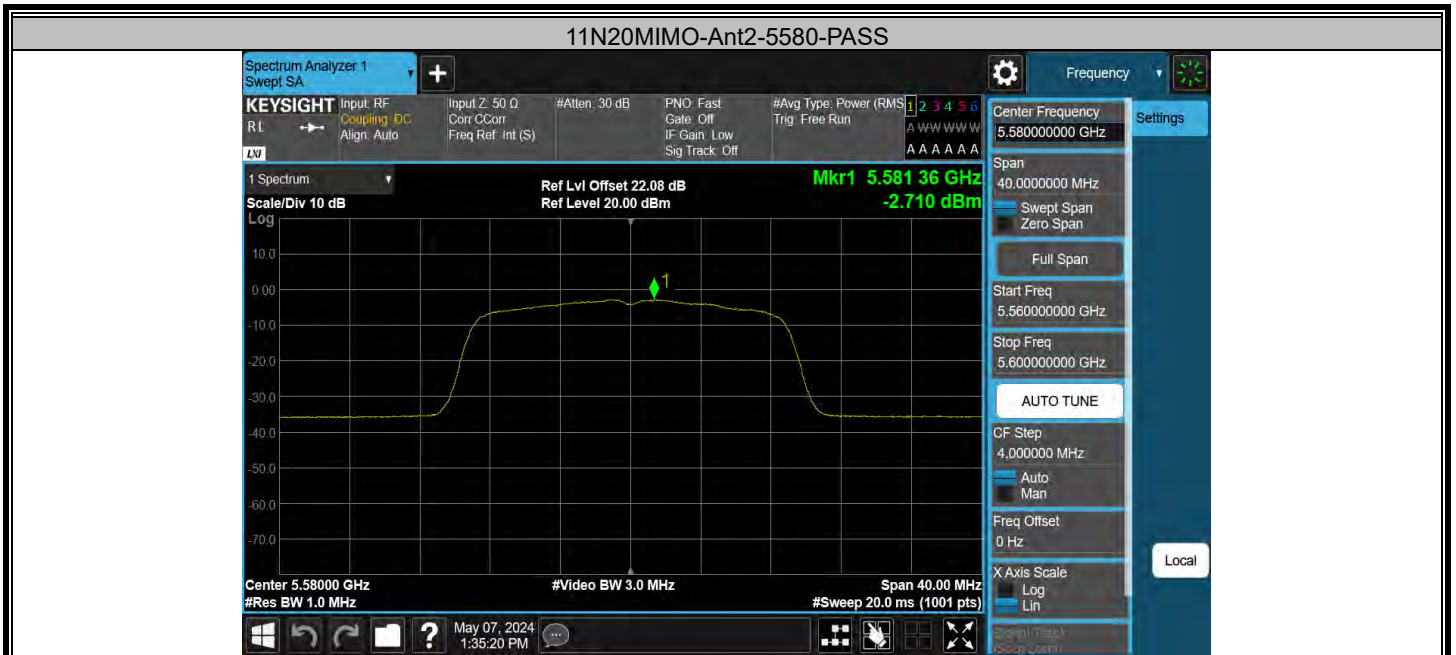 11N20MIMO-Ant2-5580-PASS
Spectrum Analyzer 1
Swept SA
Frequency
KEYSIGHT
RL
LXI
Input: RF
Coupling: DC
Align: Auto
Input Z: 50 Ω
Corr CCorr
Freq Ref: Int (S)
#Atten: 30 dB
PNO: Fast
Gate: Off
IF Gain: Low
Sig Track: Off
#Avg Type: Power (RMS
Trig: Free Run
1 2 3 4 5 6
A W W W W W
A A A A A A
Center Frequency
5.580000000 GHz
Settings
Span
40.0000000 MHz
Swept Span
Zero Span
Full Span
Start Freq
5.560000000 GHz
Stop Freq
5.600000000 GHz
AUTO TUNE
CF Step
4.000000 MHz
Auto
Man
Freq Offset
0 Hz
X Axis Scale
Log
Lin
Local
1 Spectrum
Scale/Div 10 dB
Log
Ref Lvl Offset 22.08 dB
Ref Level 20.00 dBm
Mkr1 5.581 36 GHz
-2.710 dBm
1
10.0
0.00
-10.0
-20.0
-30.0
-40.0
-50.0
-60.0
-70.0
Center 5.58000 GHz
#Res BW 1.0 MHz
#Video BW 3.0 MHz
Span 40.00 MHz
#Sweep 20.0 ms (1001 pts)
?
May 07, 2024
1:35:20 PM